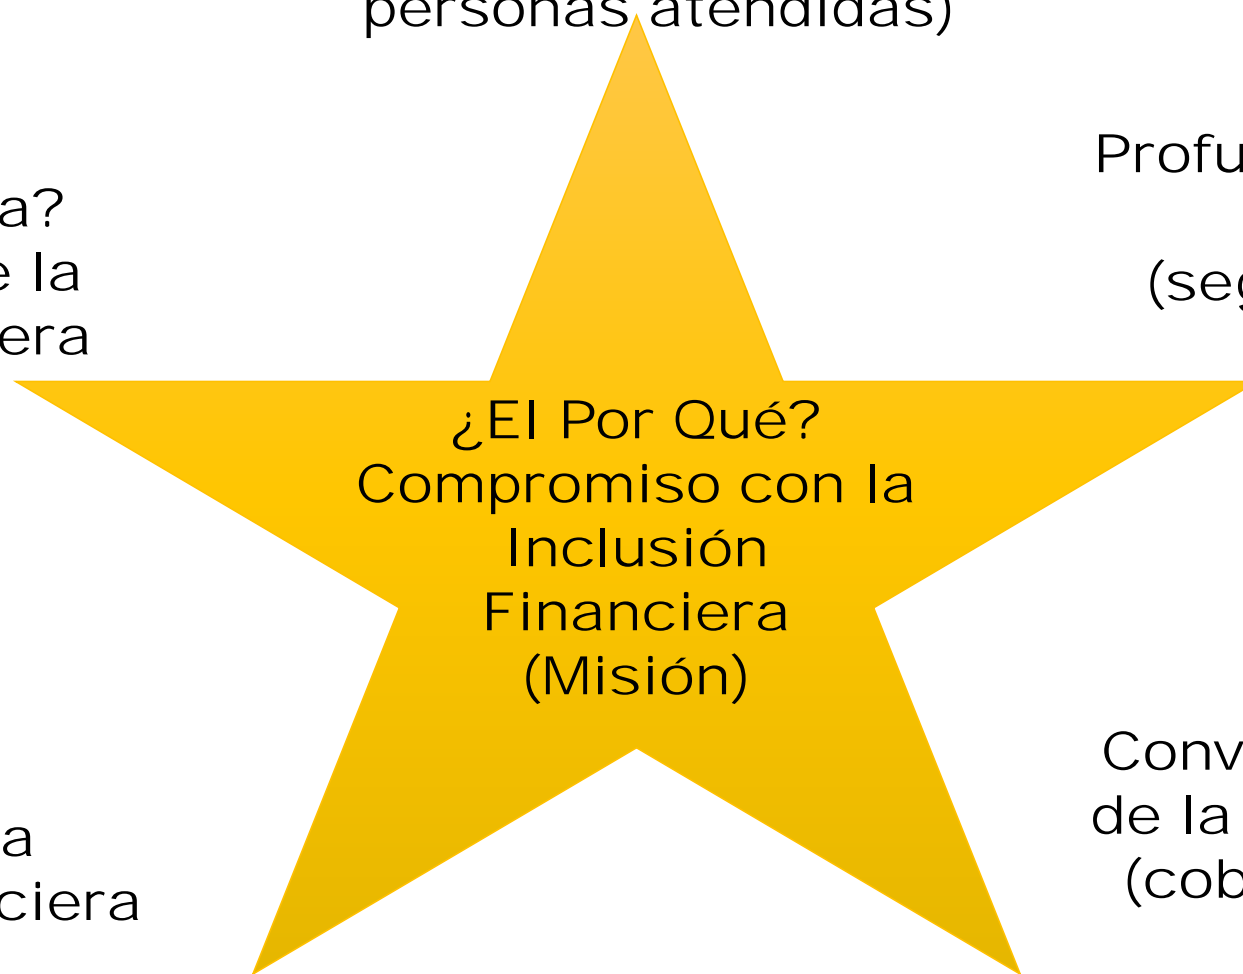 personas atendidas)
Profu
a?
e la
(seg
era
¿El Por Qué?
Compromiso con la
Inclusión
Financiera
(Misión)
Conv
de la
a
(cob
ciera